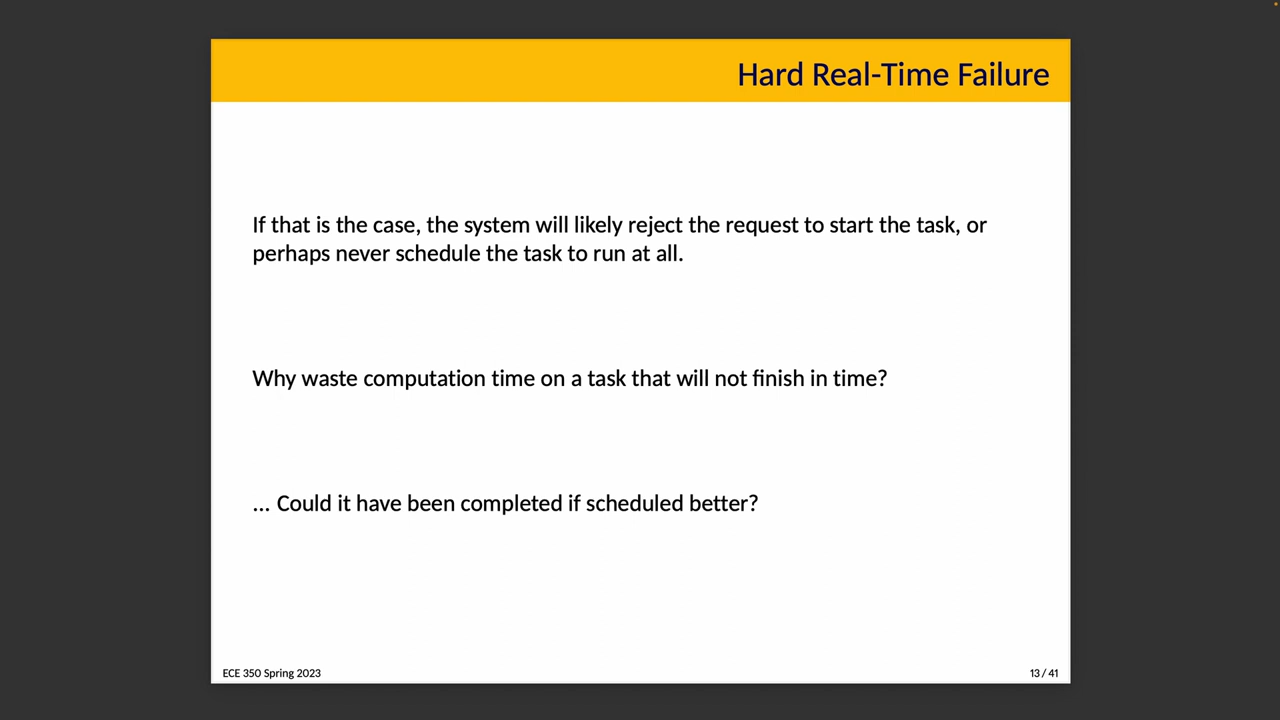 Hard Real-Time Failure
If that is the case, the system will likely reject the request to start the task, or
perhaps never schedule the task to run at all.
Why waste computation time on a task that will not finish in time?
... Could it have been completed if scheduled better?
ECE 350 Spring 2023
13 / 41